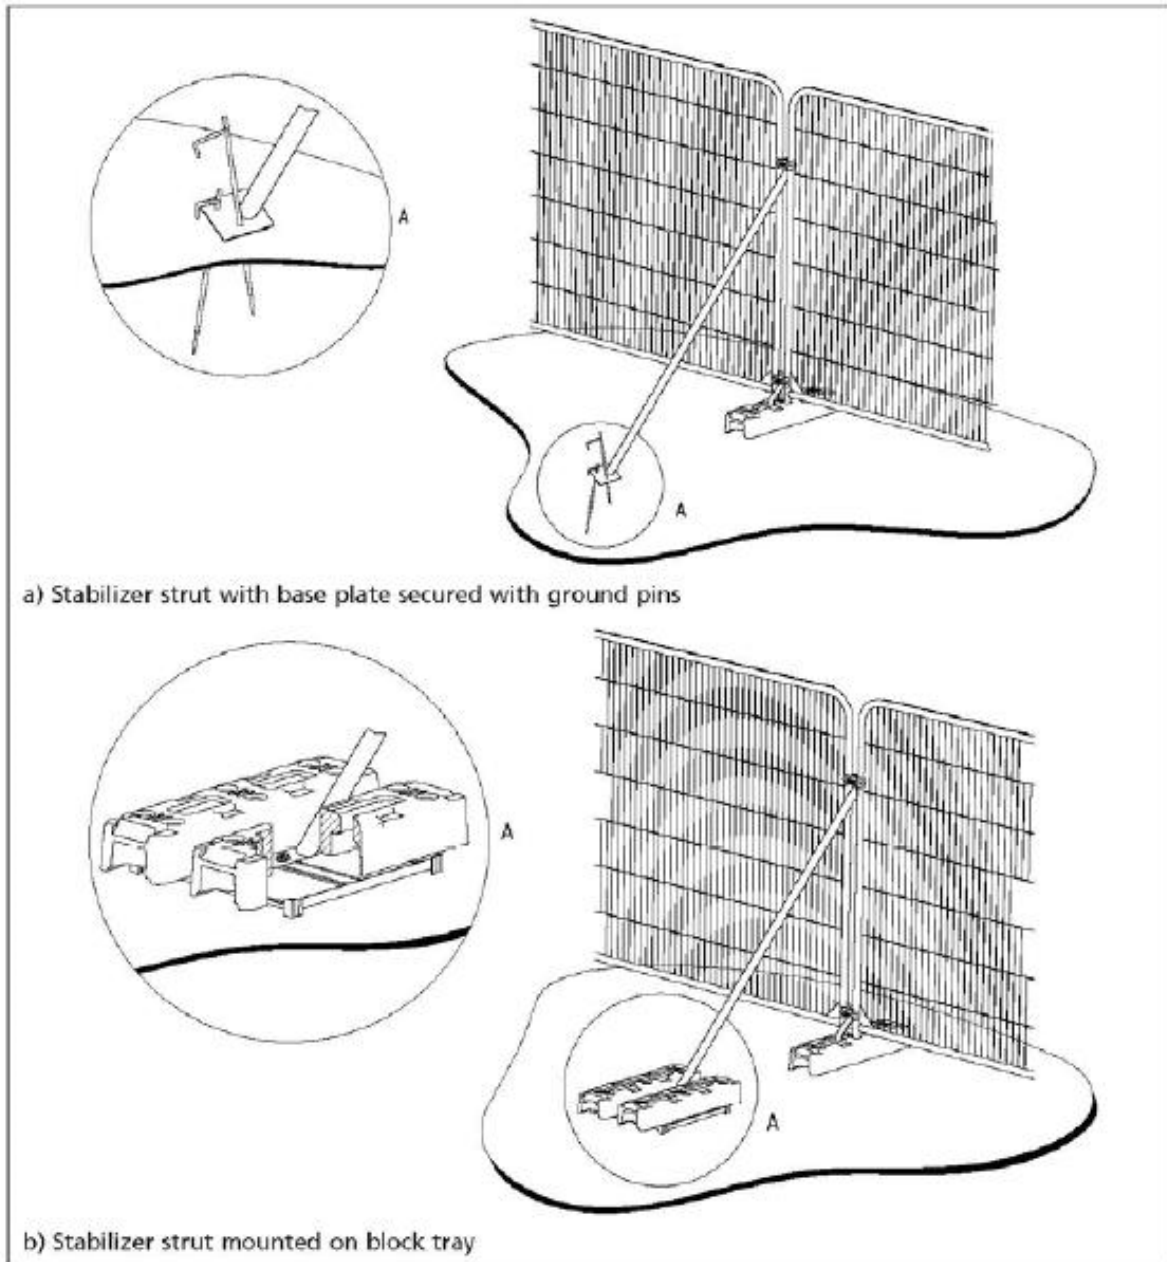 A
A
a) Stabilizer strut with base plate secured with ground pins
A
A
b) Stabilizer strut mounted on block tray